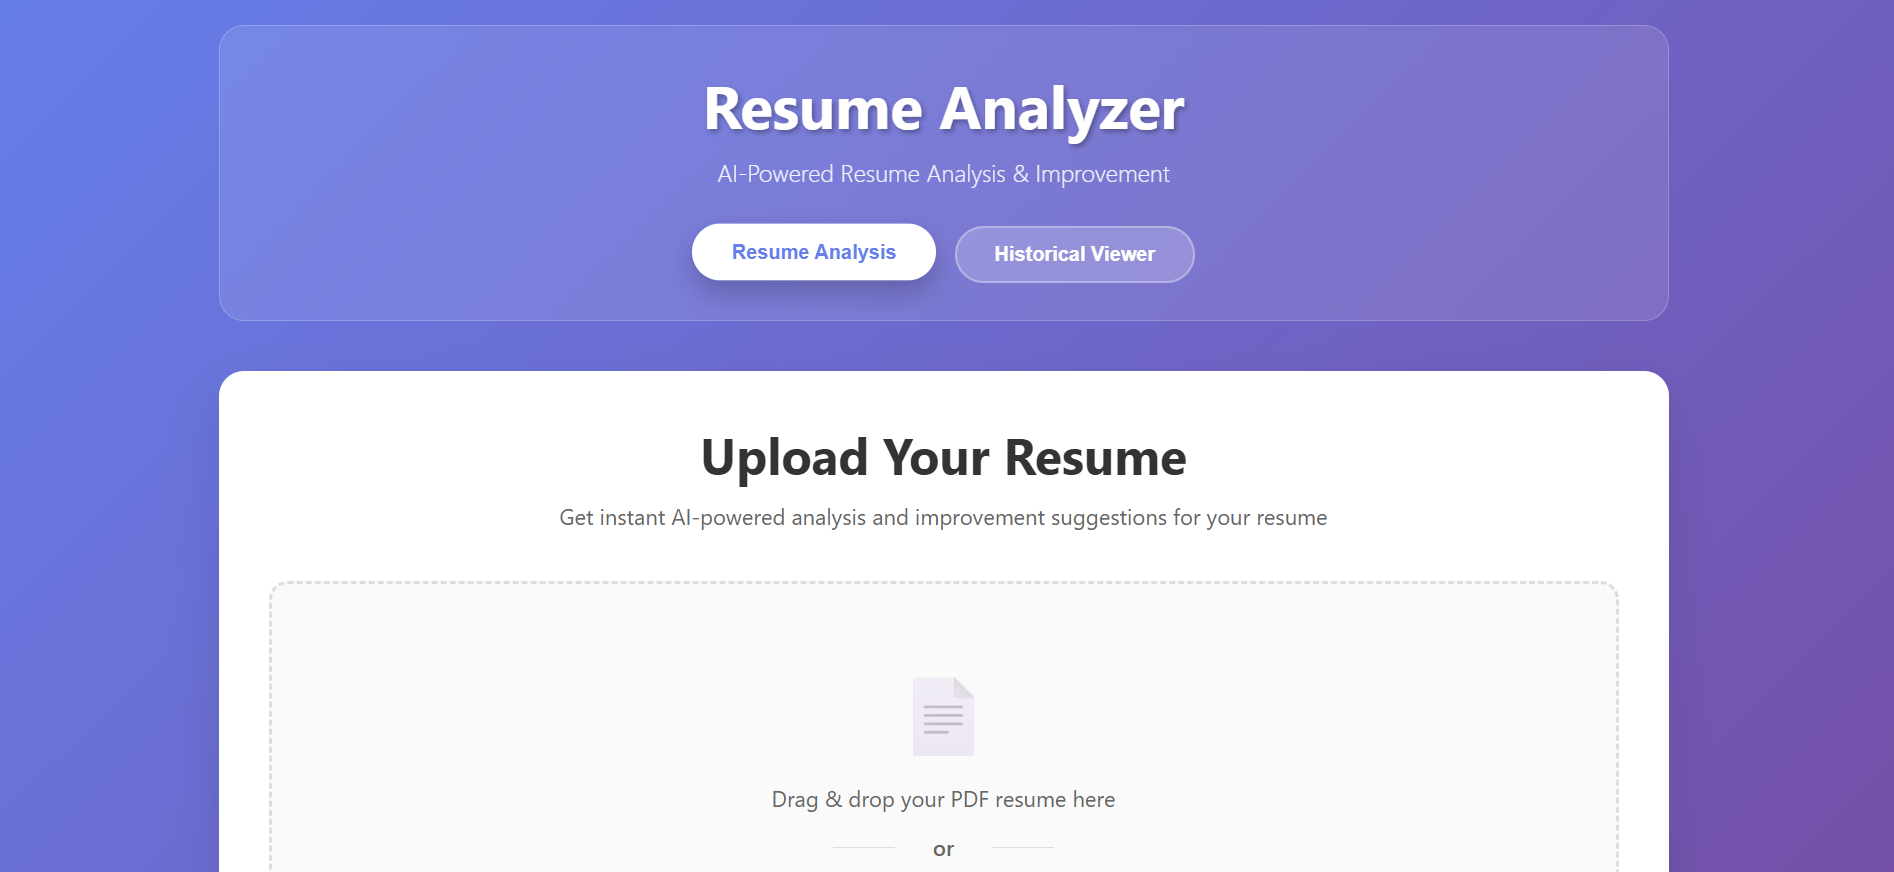 Resume Analyzer
AI-Powered Resume Analysis & Improvement
Resume Analysis
Historical Viewer
Upload Your Resume
Get instant AI-powered analysis and improvement suggestions for your resume
Drag & drop your PDF resume here
or